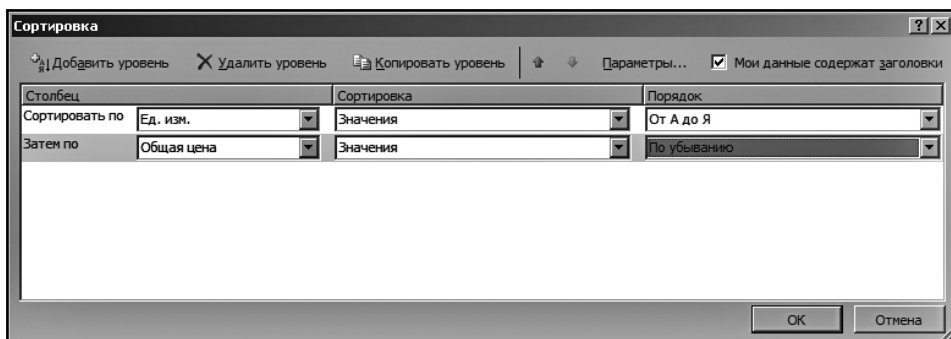 Сортировка
Добавить уровень Удалить уровень Копировать уровень Параметры... Мои данные содержат заголовки
Столбец Сортировка Порядок
Сортировать по Ед. изм. Значения От А до Я
Затем по Общая цена Значения По убыванию
ОК Отмена